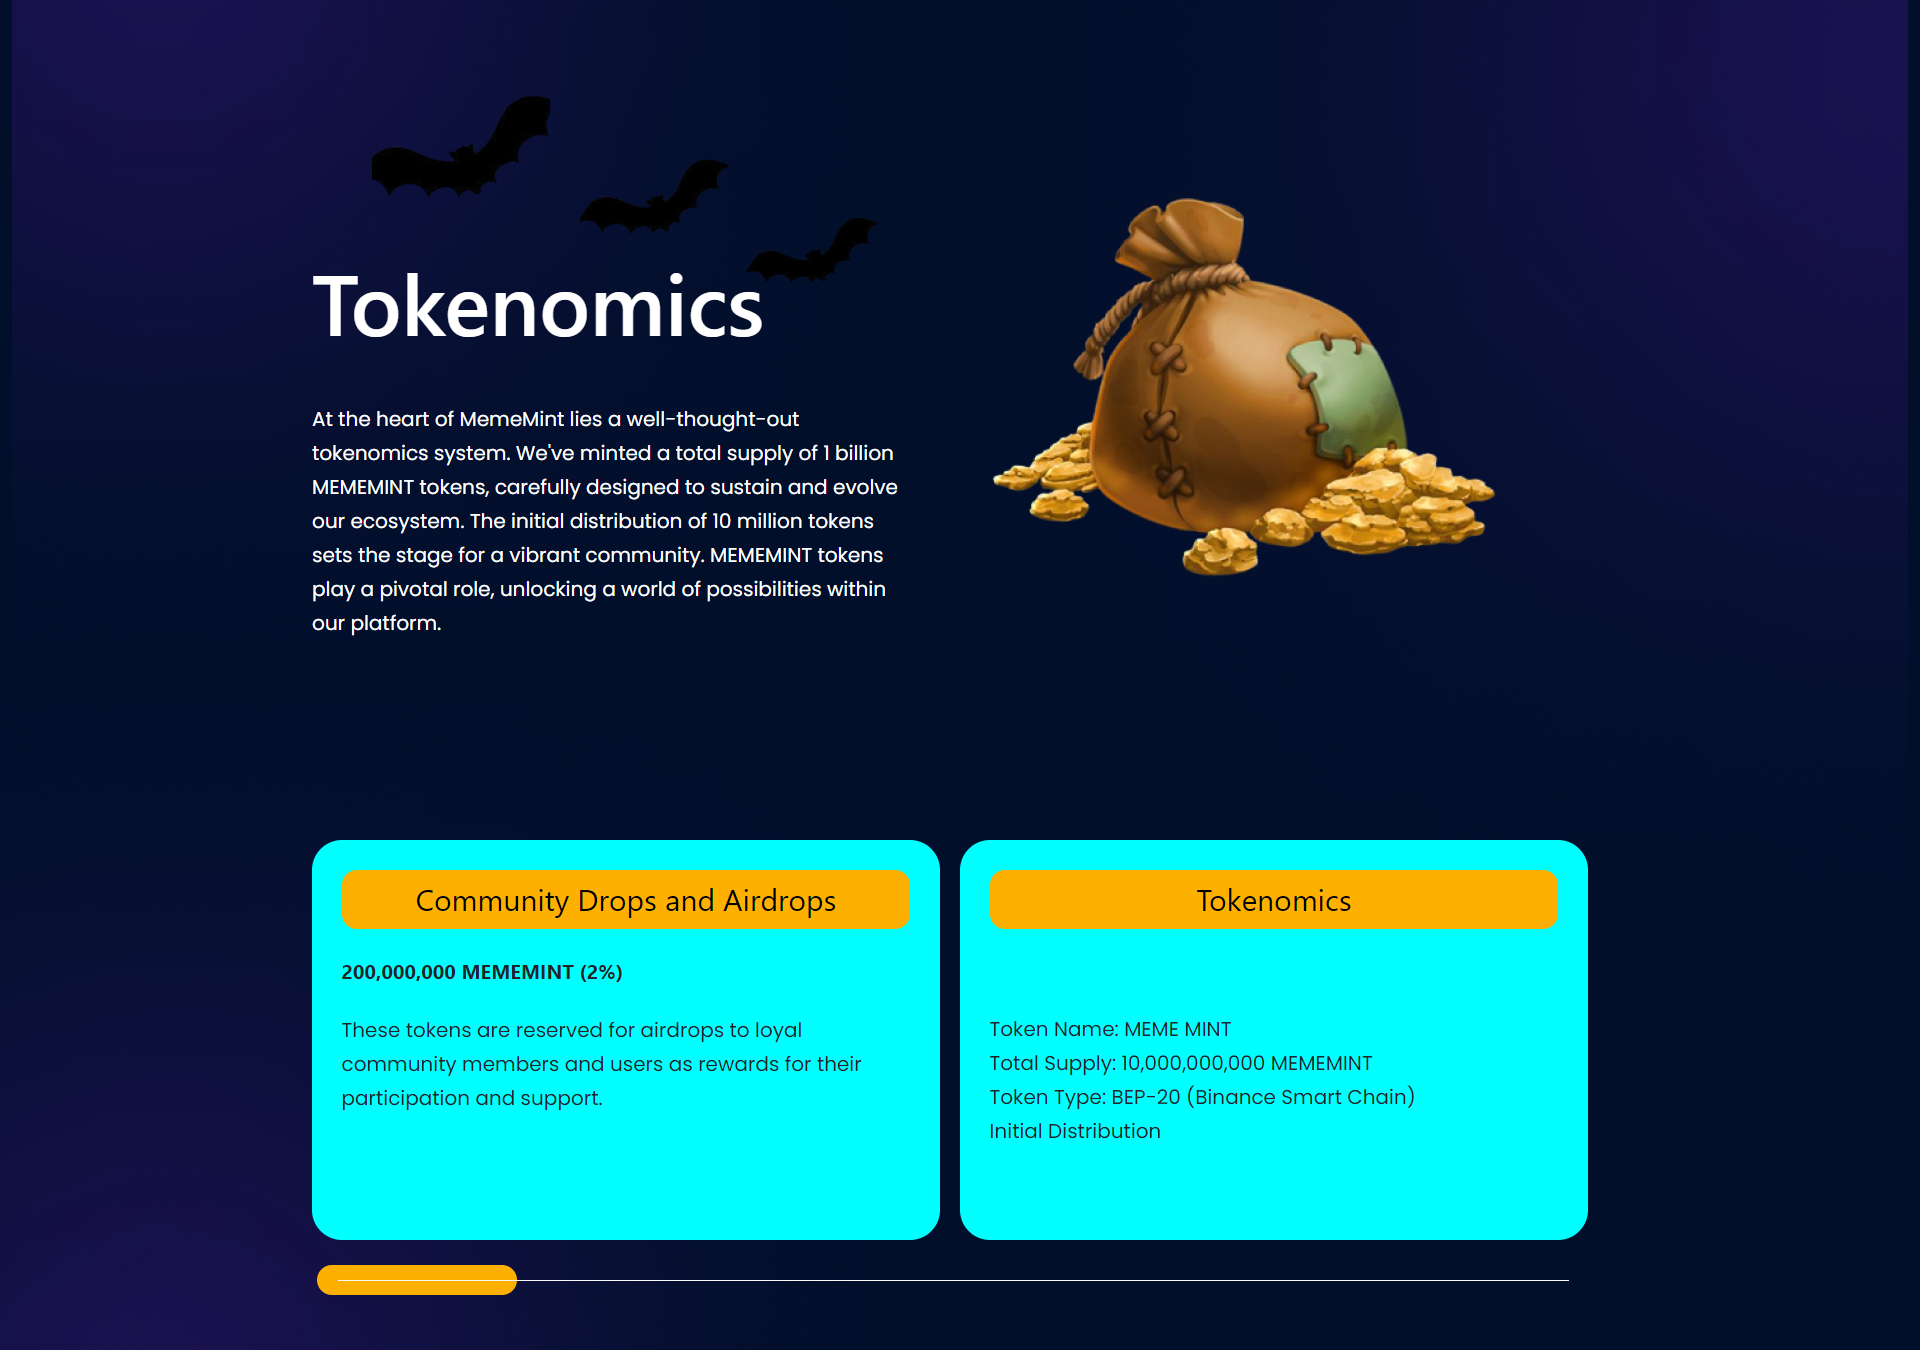 Tokenomics
At the heart of MemeMint lies a well-thought-out
tokenomics system. We've minted a total supply of 1 billion
MEMEMINT tokens, carefully designed to sustain and evolve
our ecosystem. The initial distribution of 10 million tokens
sets the stage for a vibrant community. MEMEMINT tokens
play a pivotal role, unlocking a world of possibilities within
our platform.
Community Drops and Airdrops
200,000,000 MEMEMINT (2%)
These tokens are reserved for airdrops to loyal
community members and users as rewards for their
participation and support.
Tokenomics
Token Name: MEME MINT
Total Supply: 10,000,000,000 MEMEMINT
Token Type: BEP-20 (Binance Smart Chain)
Initial Distribution